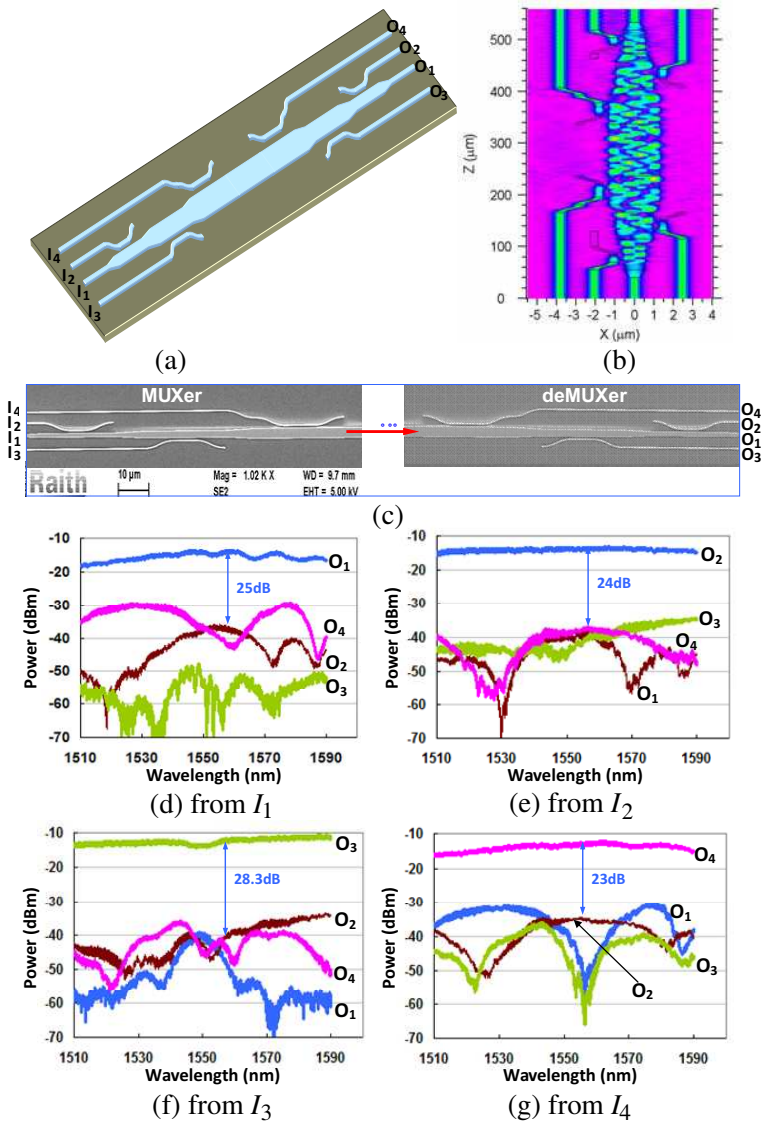 O4
O2
O1
O3
I4
I2
I1
I3
(a)
Z (μm)
500
400
300
200
100
0
-5 -4 -3 -2 -1 0 1 2 3 4
X (μm)
(b)
MUXer
deMUXer
I4
I2
I1
I3
O4
O2
O1
O3
Raith
10 μm
Mag = 1.02 K X
SE2
WD = 9.7 mm
EHT = 5.00 kV
(c)
Power (dBm)
-10
-20
-30
-40
-50
-60
-70
1510 1530 1550 1570 1590
Wavelength (nm)
25dB
O1
O4
O2
O3
(d) from I1
Power (dBm)
-10
-20
-30
-40
-50
-60
-70
1510 1530 1550 1570 1590
Wavelength (nm)
24dB
O2
O3
O4
O1
(e) from I2
Power (dBm)
-10
-20
-30
-40
-50
-60
-70
1510 1530 1550 1570 1590
Wavelength (nm)
28.3dB
O3
O2
O4
O1
(f) from I3
Power (dBm)
-10
-20
-30
-40
-50
-60
-70
1510 1530 1550 1570 1590
Wavelength (nm)
23dB
O4
O1
O3
O2
(g) from I4